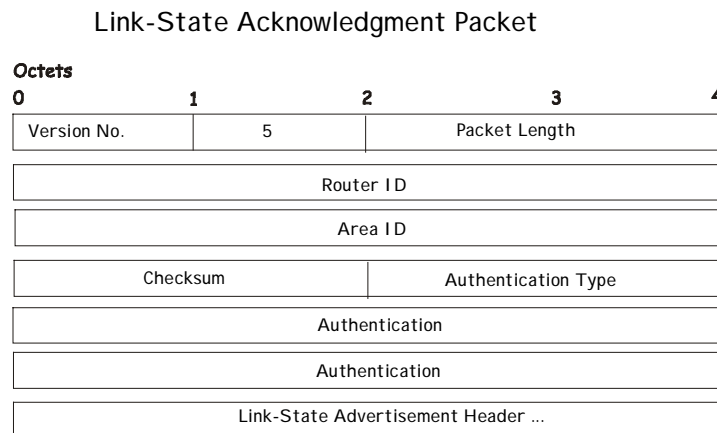 Link-State Acknowledgment Packet
Octets
0 1 2 3 4
Version No. 5 Packet Length
Router ID
Area ID
Checksum Authentication Type
Authentication
Authentication
Link-State Advertisement Header ...